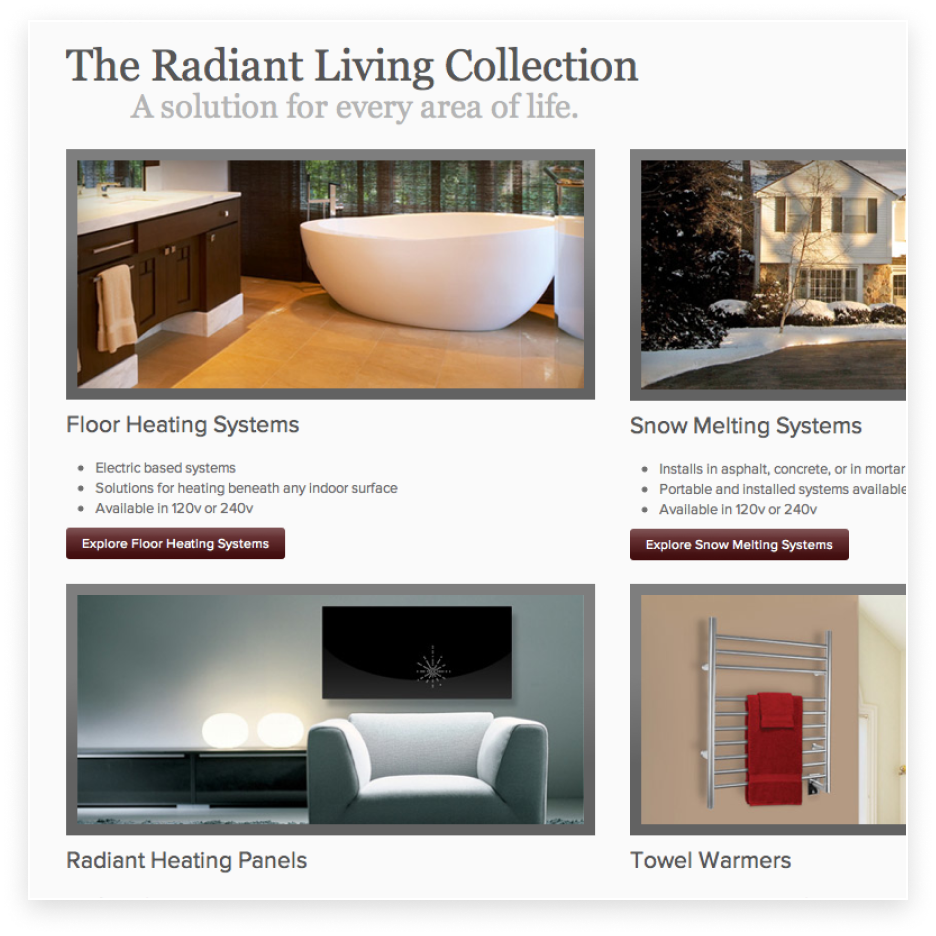 The Radiant Living Collection
A solution for every area of life.
Floor Heating Systems
Electric based systems
Solutions for heating beneath any indoor surface
Available in 120v or 240v
Explore Floor Heating Systems
Snow Melting Systems
Installs in asphalt, concrete, or in mortar
Portable and installed systems available
Available in 120v or 240v
Explore Snow Melting Systems
Radiant Heating Panels
Towel Warmers